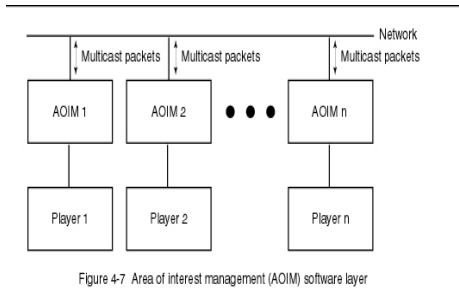 Network
Multicast packets Multicast packets Multicast packets
AOIM 1 AOIM 2 AOIM n
Player 1 Player 2 Player n
Figure 4-7 Area of interest management (AOIM) software layer